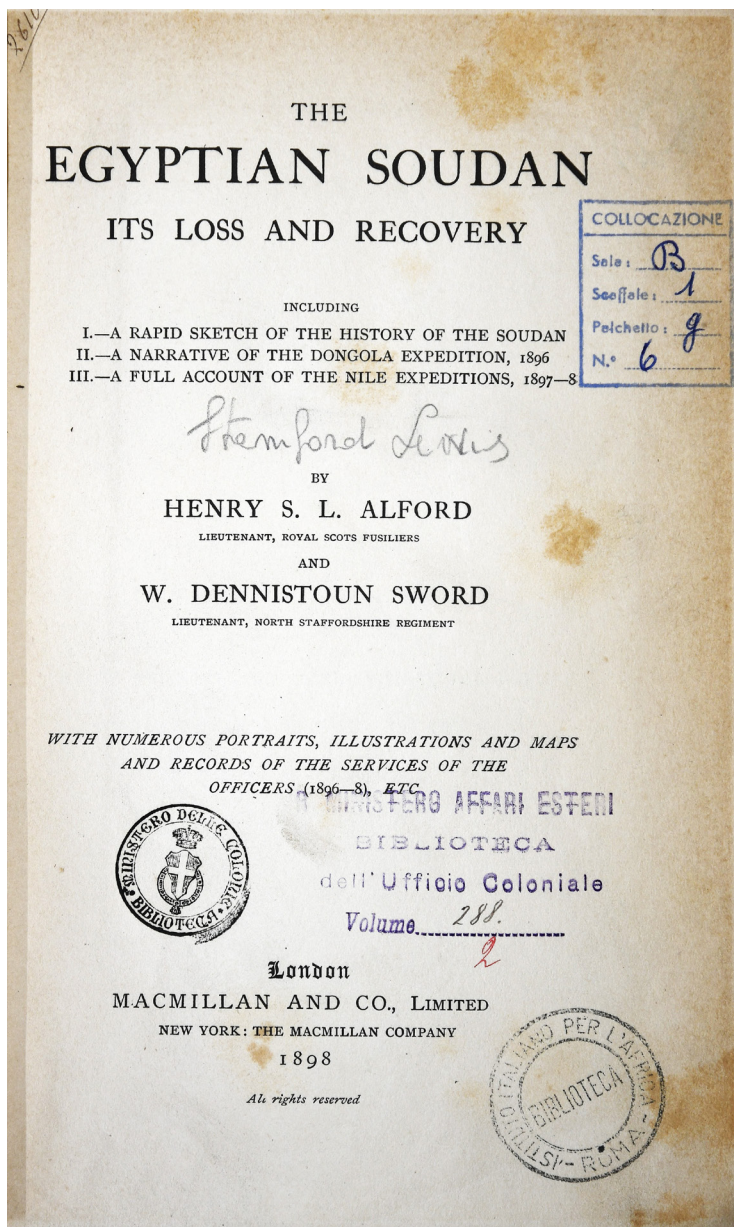 2910
THE
EGYPTIAN SOUDAN
ITS LOSS AND RECOVERY
COLLOCAZIONE
Sala: B
Scaffale: 1
Palchetto: g
N.° 6
INCLUDING
I.—A RAPID SKETCH OF THE HISTORY OF THE SOUDAN
II.—A NARRATIVE OF THE DONGOLA EXPEDITION, 1896
III.—A FULL ACCOUNT OF THE NILE EXPEDITIONS, 1897—8
BY
HENRY S. L. ALFORD
LIEUTENANT, ROYAL SCOTS FUSILIERS
AND
W. DENNISTOUN SWORD
LIEUTENANT, NORTH STAFFORDSHIRE REGIMENT
WITH NUMEROUS PORTRAITS, ILLUSTRATIONS AND MAPS
AND RECORDS OF THE SERVICES OF THE
OFFICERS (1896—8), ETC
MINISTERO AFFARI ESTERI
BIBLIOTECA
dell'Ufficio Coloniale
Volume 288.
2
MINISTERO DELLE COLONIE
BIBLIOTECA
London
MACMILLAN AND CO., LIMITED
NEW YORK: THE MACMILLAN COMPANY
1898
All rights reserved
ISTITUTO ITALIANO PER L'AFRICA - ROMA -
BIBLIOTECA